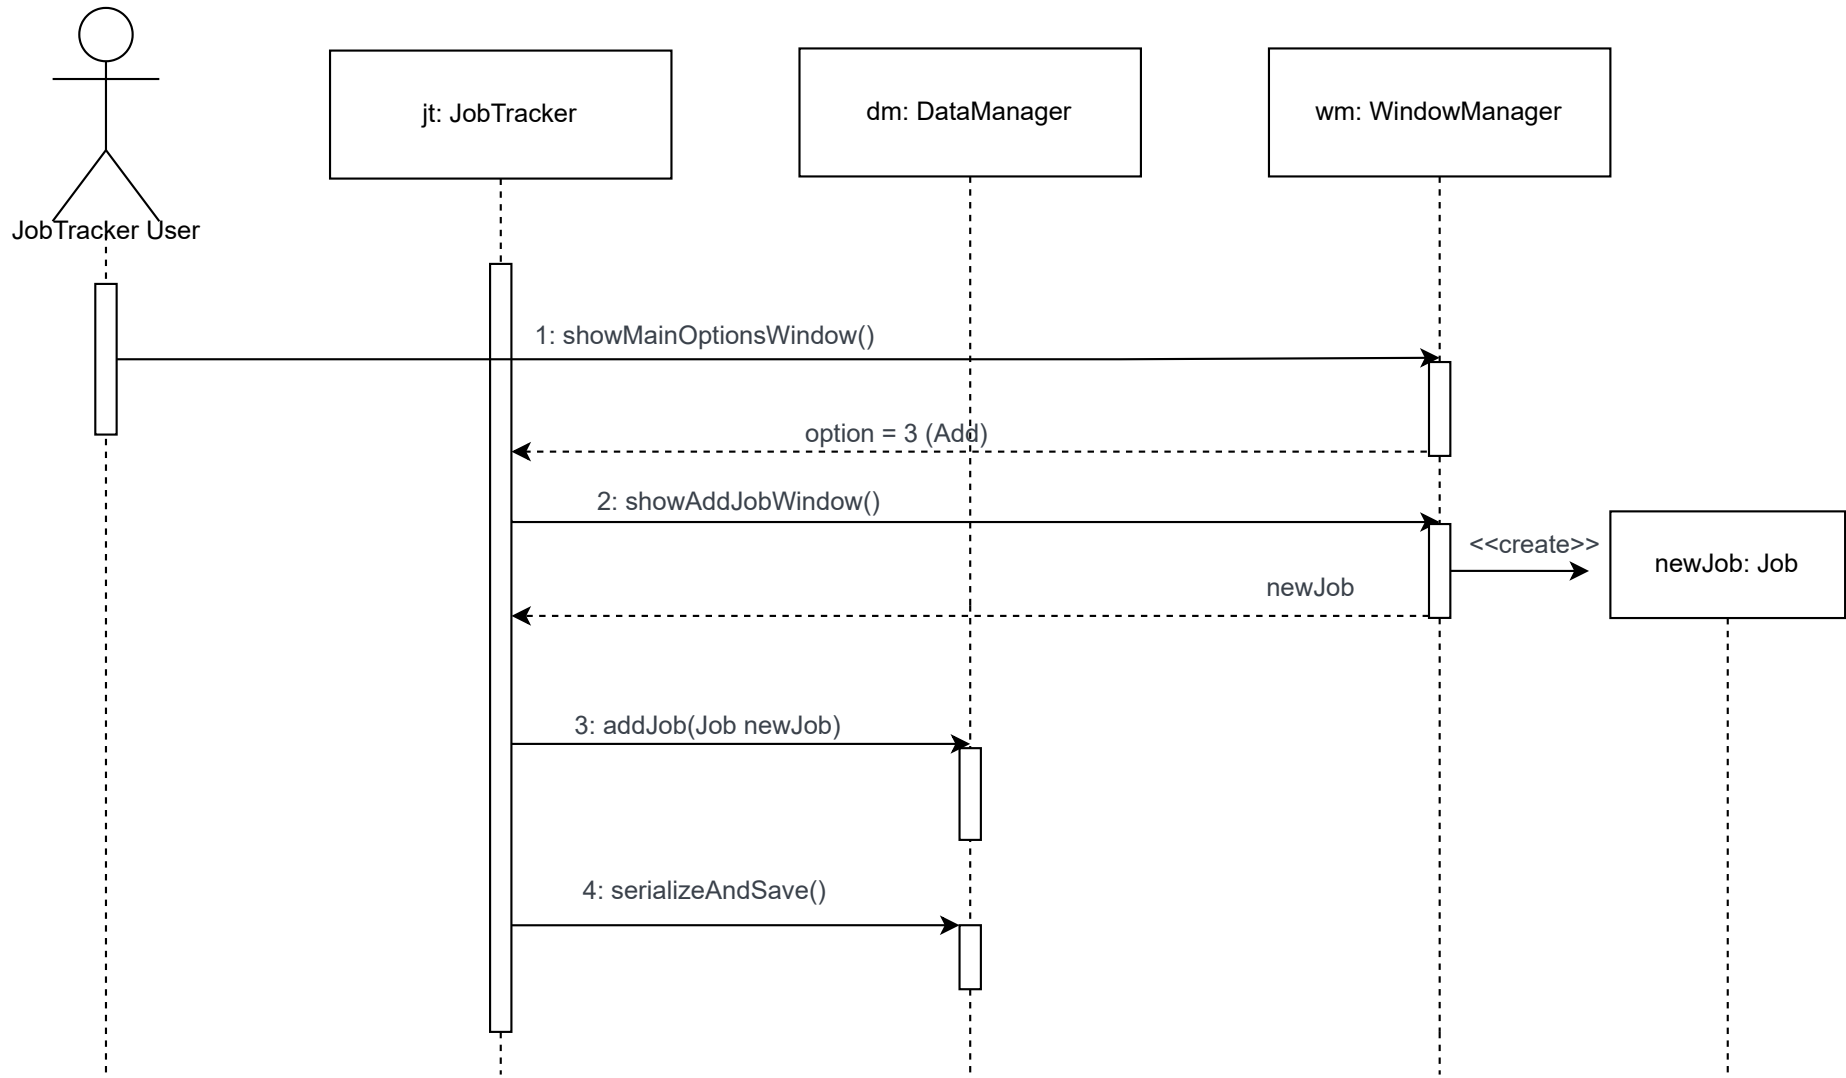 JobTracker User
jt: JobTracker
dm: DataManager
wm: WindowManager
1: showMainOptionsWindow()
option = 3 (Add)
2: showAddJobWindow()
<<create>>
newJob: Job
newJob
3: addJob(Job newJob)
4: serializeAndSave()